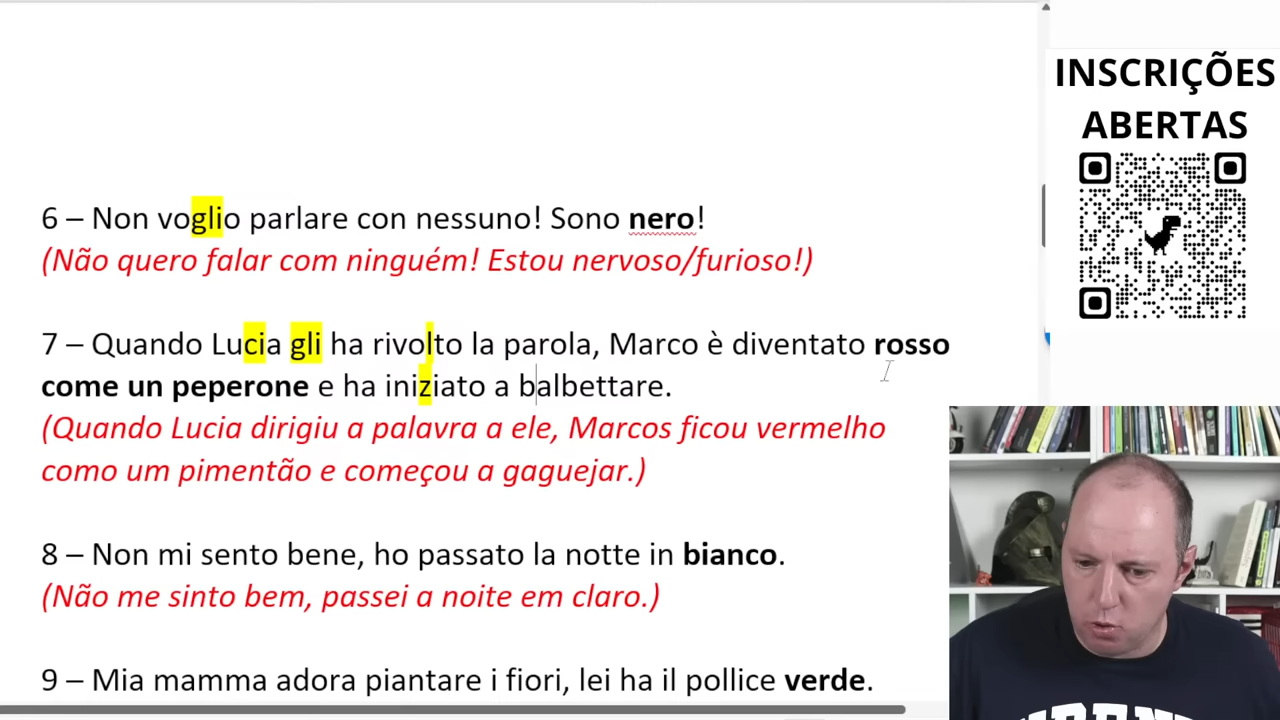 INSCRIÇÕES
ABERTAS
6 – Non voglio parlare con nessuno! Sono nero!
(Não quero falar com ninguém! Estou nervoso/furioso!)
7 – Quando Lucia gli ha rivolto la parola, Marco è diventato rosso
come un peperone e ha iniziato a balbettare.
(Quando Lucia dirigiu a palavra a ele, Marcos ficou vermelho
como um pimentão e começou a gaguejar.)
8 – Non mi sento bene, ho passato la notte in bianco.
(Não me sinto bem, passei a noite em claro.)
9 – Mia mamma adora piantare i fiori, lei ha il pollice verde.